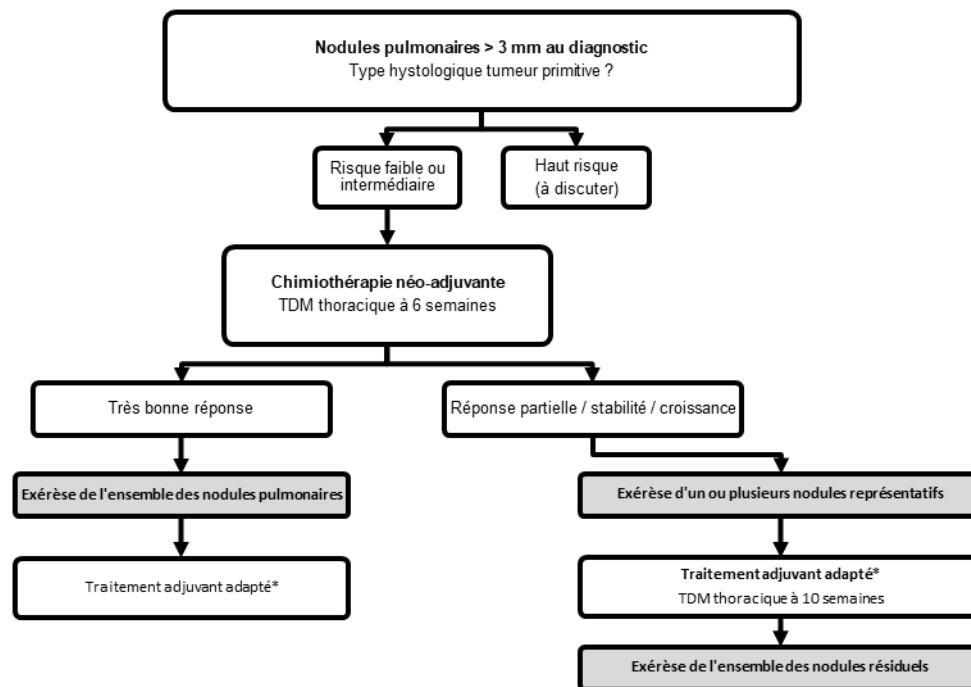 Nodules pulmonaires > 3 mm au diagnostic
Type hystologique tumeur primitive ?
Risque faible ou
intermédiaire
Haut risque
(à discuter)
Chimiothérapie néo-adjuvante
TDM thoracique à 6 semaines
Très bonne réponse
Réponse partielle / stabilité / croissance
Exérèse de l'ensemble des nodules pulmonaires
Exérèse d'un ou plusieurs nodules représentatifs
Traitement adjuvant adapté*
Traitement adjuvant adapté*
TDM thoracique à 10 semaines
Exérèse de l'ensemble des nodules résiduels